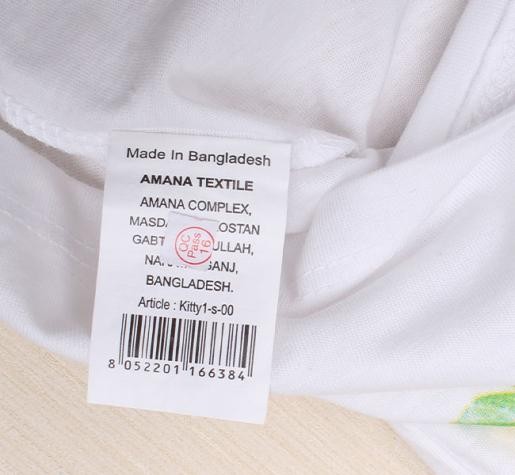 Made In Bangladesh
AMANA TEXTILE
AMANA COMPLEX,
BANGLADESH.
Article : Kitty1-s-00
QC
Pass
16
8 052201 166384